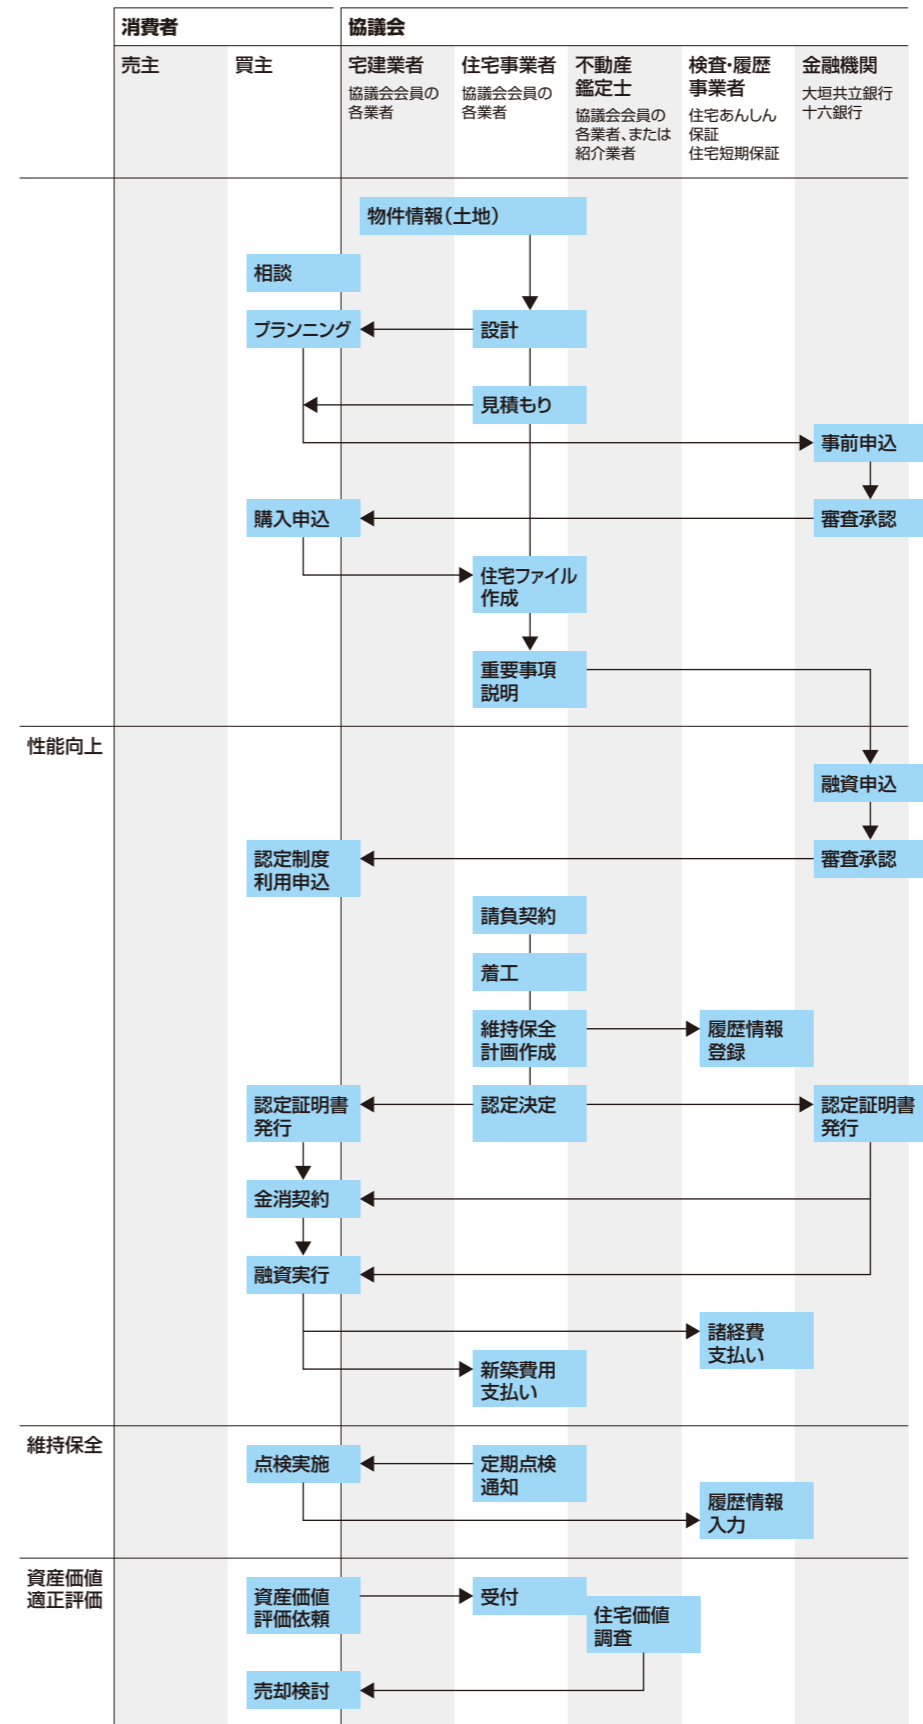 消費者
協議会
売主
買主
宅建業者
協議会会員の
各業者
住宅事業者
協議会会員の
各業者
不動産
鑑定士
協議会会員の
各業者、または
紹介業者
検査・履歴
事業者
住宅あんしん
保証
住宅短期保証
金融機関
大垣共立銀行
十六銀行
物件情報（土地）
相談
プランニング
設計
見積もり
事前申込
購入申込
審査承認
住宅ファイル
作成
重要事項
説明
性能向上
融資申込
認定制度
利用申込
審査承認
請負契約
着工
維持保全
計画作成
履歴情報
登録
認定証明書
発行
認定決定
認定証明書
発行
金消契約
融資実行
諸経費
支払い
新築費用
支払い
維持保全
点検実施
定期点検
通知
履歴情報
入力
資産価値
適正評価
資産価値
評価依頼
受付
住宅価値
調査
売却検討